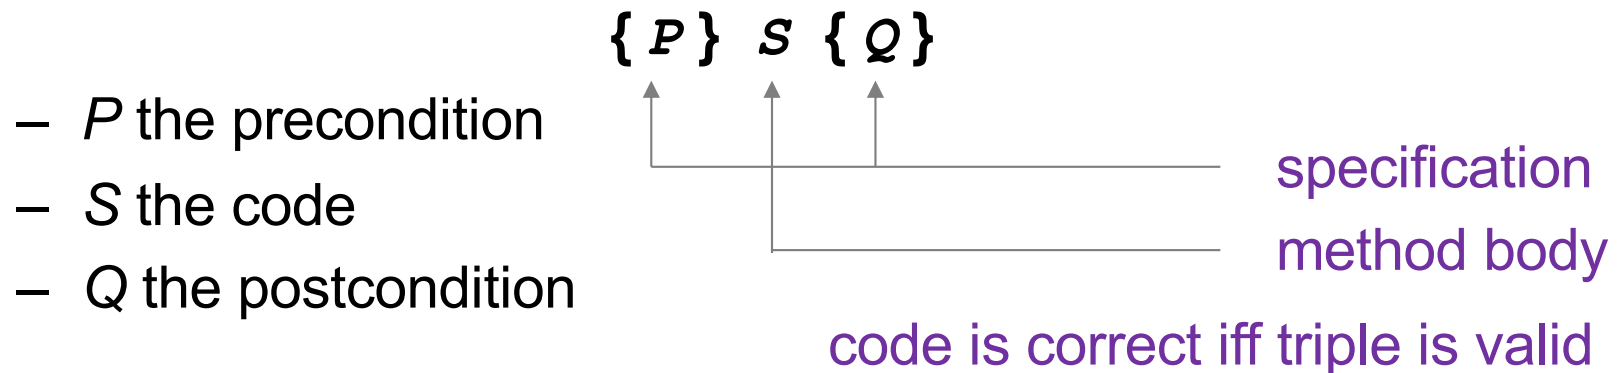 { P } S { Q }
– P the precondition
– S the code
– Q the postcondition
specification
method body
code is correct iff triple is valid